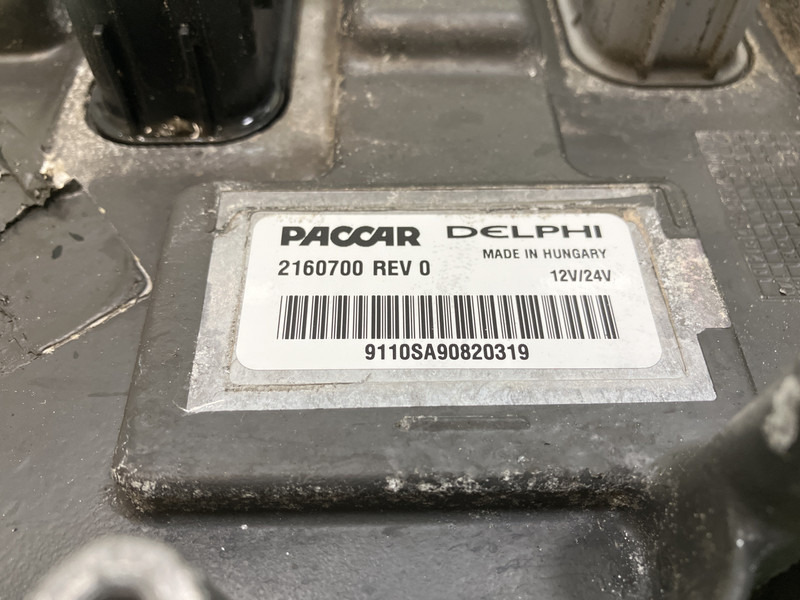 PACCAR DELPHI
MADE IN HUNGARY
2160700 REV 0
12V/24V
9110SA90820319